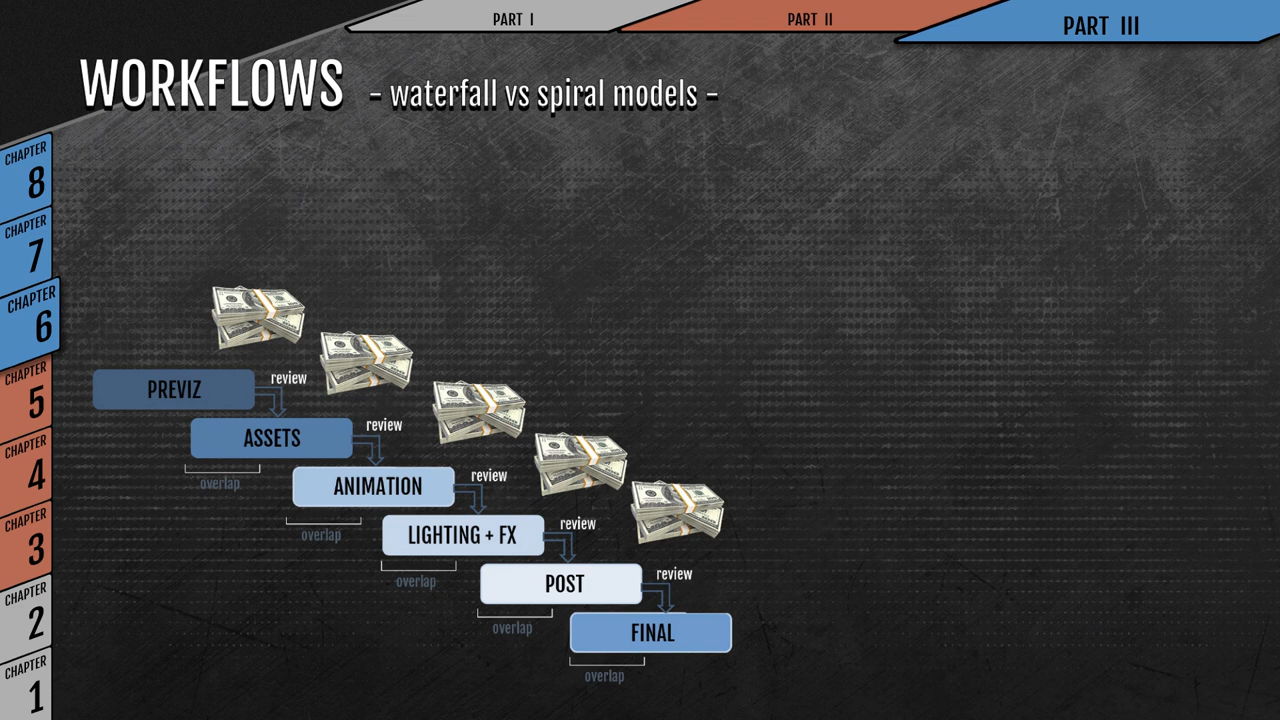 PART I
PART II
PART III
WORKFLOWS - waterfall vs spiral models -
CHAPTER
8
CHAPTER
7
CHAPTER
6
CHAPTER
5
CHAPTER
4
CHAPTER
3
CHAPTER
2
CHAPTER
1
PREVIZ
review
ASSETS
review
overlap
ANIMATION
review
overlap
LIGHTING + FX
review
overlap
POST
review
overlap
FINAL
overlap